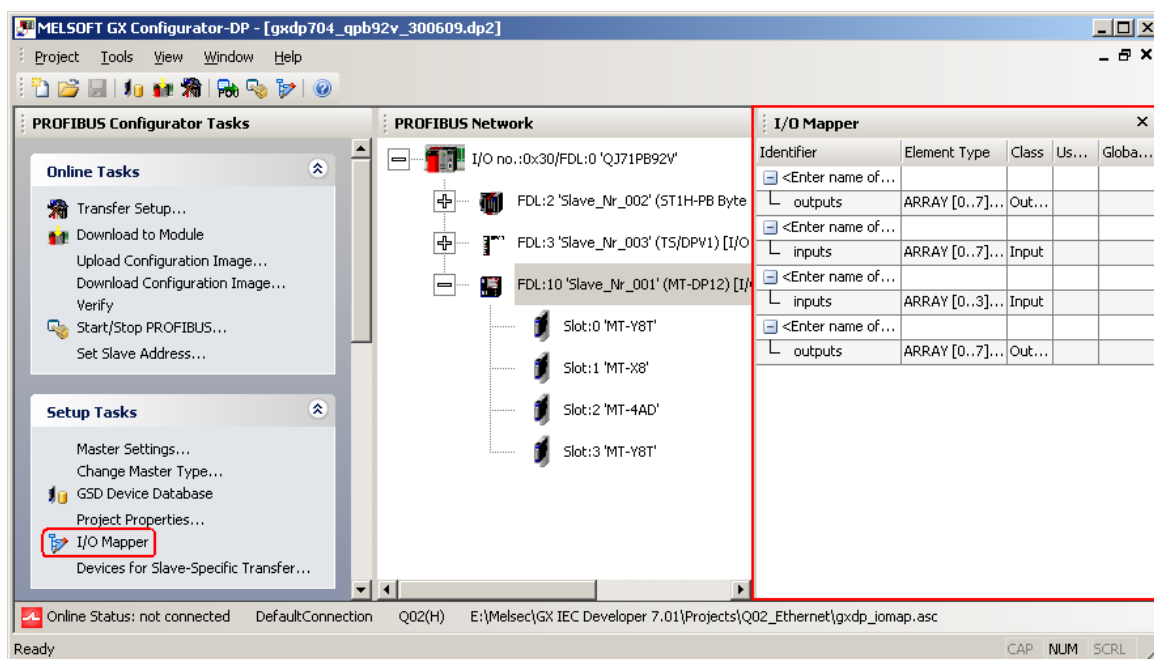 MELSOFT GX Configurator-DP - [gxdp704_qpb92v_300609.dp2]
Project Tools View Window Help
PROFIBUS Configurator Tasks
Online Tasks
Transfer Setup...
Download to Module
Upload Configuration Image...
Download Configuration Image...
Verify
Start/Stop PROFIBUS...
Set Slave Address...
Setup Tasks
Master Settings...
Change Master Type...
GSD Device Database
Project Properties...
I/O Mapper
Devices for Slave-Specific Transfer...
PROFIBUS Network
I/O no.:0x30/FDL:0 'QJ71PB92V'
FDL:2 'Slave_Nr_002' (ST1H-PB Byte
FDL:3 'Slave_Nr_003' (TS/DPV1) [I/O
FDL:10 'Slave_Nr_001' (MT-DP12) [I/
Slot:0 'MT-Y8T'
Slot:1 'MT-X8'
Slot:2 'MT-4AD'
Slot:3 'MT-Y8T'
I/O Mapper
Identifier Element Type Class Us... Globa...
<Enter name of...
outputs ARRAY [0..7]... Out...
<Enter name of...
inputs ARRAY [0..7]... Input
<Enter name of...
inputs ARRAY [0..3]... Input
<Enter name of...
outputs ARRAY [0..7]... Out...
Online Status: not connected DefaultConnection Q02(H) E:\Melsec\GX IEC Developer 7.01\Projects\Q02_Ethernet\gxdp_iomap.asc
Ready CAP NUM SCRL